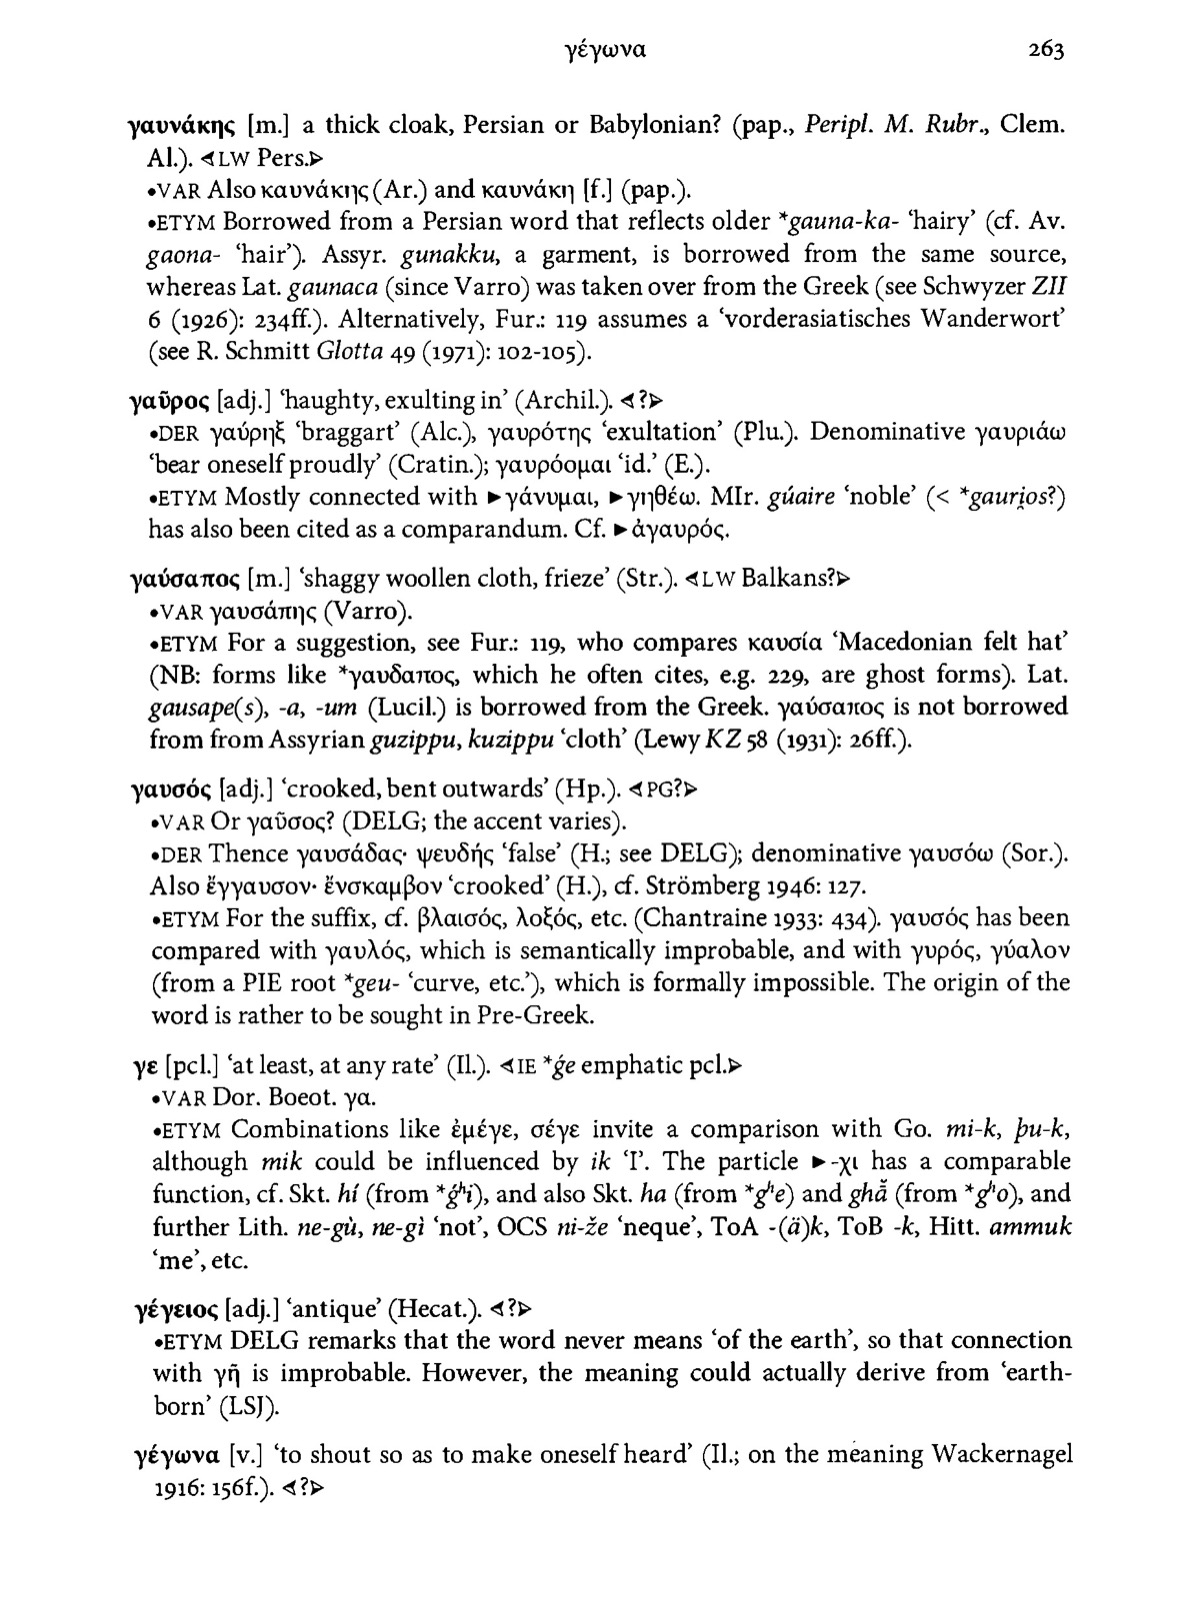 γέγωνα 263
γαυνάκης [m.] a thick cloak, Persian or Babylonian? (pap., Peripl. M. Rubr., Clem.
Al.). ⊲LW Pers.⊳
•VAR Also καυνάκης (Ar.) and καυνάκη [f.] (pap.).
•ETYM Borrowed from a Persian word that reflects older *gauna-ka- ‘hairy’ (cf. Av.
gaona- ‘hair’). Assyr. gunakku, a garment, is borrowed from the same source,
whereas Lat. gaunaca (since Varro) was taken over from the Greek (see Schwyzer ZII
6 (1926): 234ff.). Alternatively, Fur.: 119 assumes a ‘vorderasiatisches Wanderwort’
(see R. Schmitt Glotta 49 (1971): 102-105).
γαῦρος [adj.] ‘haughty, exulting in’ (Archil.). ⊲?⊳
•DER γαύρηξ ‘braggart’ (Alc.), γαυρότης ‘exultation’ (Plu.). Denominative γαυριάω
‘bear oneself proudly’ (Cratin.); γαυρόομαι ‘id.’ (E.).
•ETYM Mostly connected with ►γάνυμαι, ►γηθέω. MIr. gúaire ‘noble’ (< *gauri̯os?)
has also been cited as a comparandum. Cf. ►ἀγαυρός.
γαύσαπος [m.] ‘shaggy woollen cloth, frieze’ (Str.). ⊲LW Balkans?⊳
•VAR γαυσάπης (Varro).
•ETYM For a suggestion, see Fur.: 119, who compares καυσία ‘Macedonian felt hat’
(NB: forms like *γαυδαπος, which he often cites, e.g. 229, are ghost forms). Lat.
gausape(s), -a, -um (Lucil.) is borrowed from the Greek. γαύσαπος is not borrowed
from from Assyrian guzippu, kuzippu ‘cloth’ (Lewy KZ 58 (1931): 26ff.).
γαυσός [adj.] ‘crooked, bent outwards’ (Hp.). ⊲PG?⊳
•VAR Or γαῦσος? (DELG; the accent varies).
•DER Thence γαυσάδας· ψευδής ‘false’ (H.; see DELG); denominative γαυσόω (Sor.).
Also ἔγγαυσον· ἔνσκαμβον ‘crooked’ (H.), cf. Strömberg 1946: 127.
•ETYM For the suffix, cf. βλαισός, λοξός, etc. (Chantraine 1933: 434). γαυσός has been
compared with γαυλός, which is semantically improbable, and with γυρός, γύαλον
(from a PIE root *geu- ‘curve, etc.’), which is formally impossible. The origin of the
word is rather to be sought in Pre-Greek.
γε [pcl.] ‘at least, at any rate’ (Il.). ⊲IE *ǵe emphatic pcl.⊳
•VAR Dor. Boeot. γα.
•ETYM Combinations like ἐμέγε, σέγε invite a comparison with Go. mi-k, þu-k,
although mik could be influenced by ik ‘I’. The particle ►-χι has a comparable
function, cf. Skt. hí (from *ǵʰi), and also Skt. ha (from *gʰe) and ghā̆ (from *gʰo), and
further Lith. ne-gù, ne-gì ‘not’, OCS ni-že ‘neque’, ToA -(ä)k, ToB -k, Hitt. ammuk
‘me’, etc.
γέγειος [adj.] ‘antique’ (Hecat.). ⊲?⊳
•ETYM DELG remarks that the word never means ‘of the earth’, so that connection
with γῆ is improbable. However, the meaning could actually derive from ‘earth-
born’ (LSJ).
γέγωνα [v.] ‘to shout so as to make oneself heard’ (Il.; on the meaning Wackernagel
1916: 156f.). ⊲?⊳